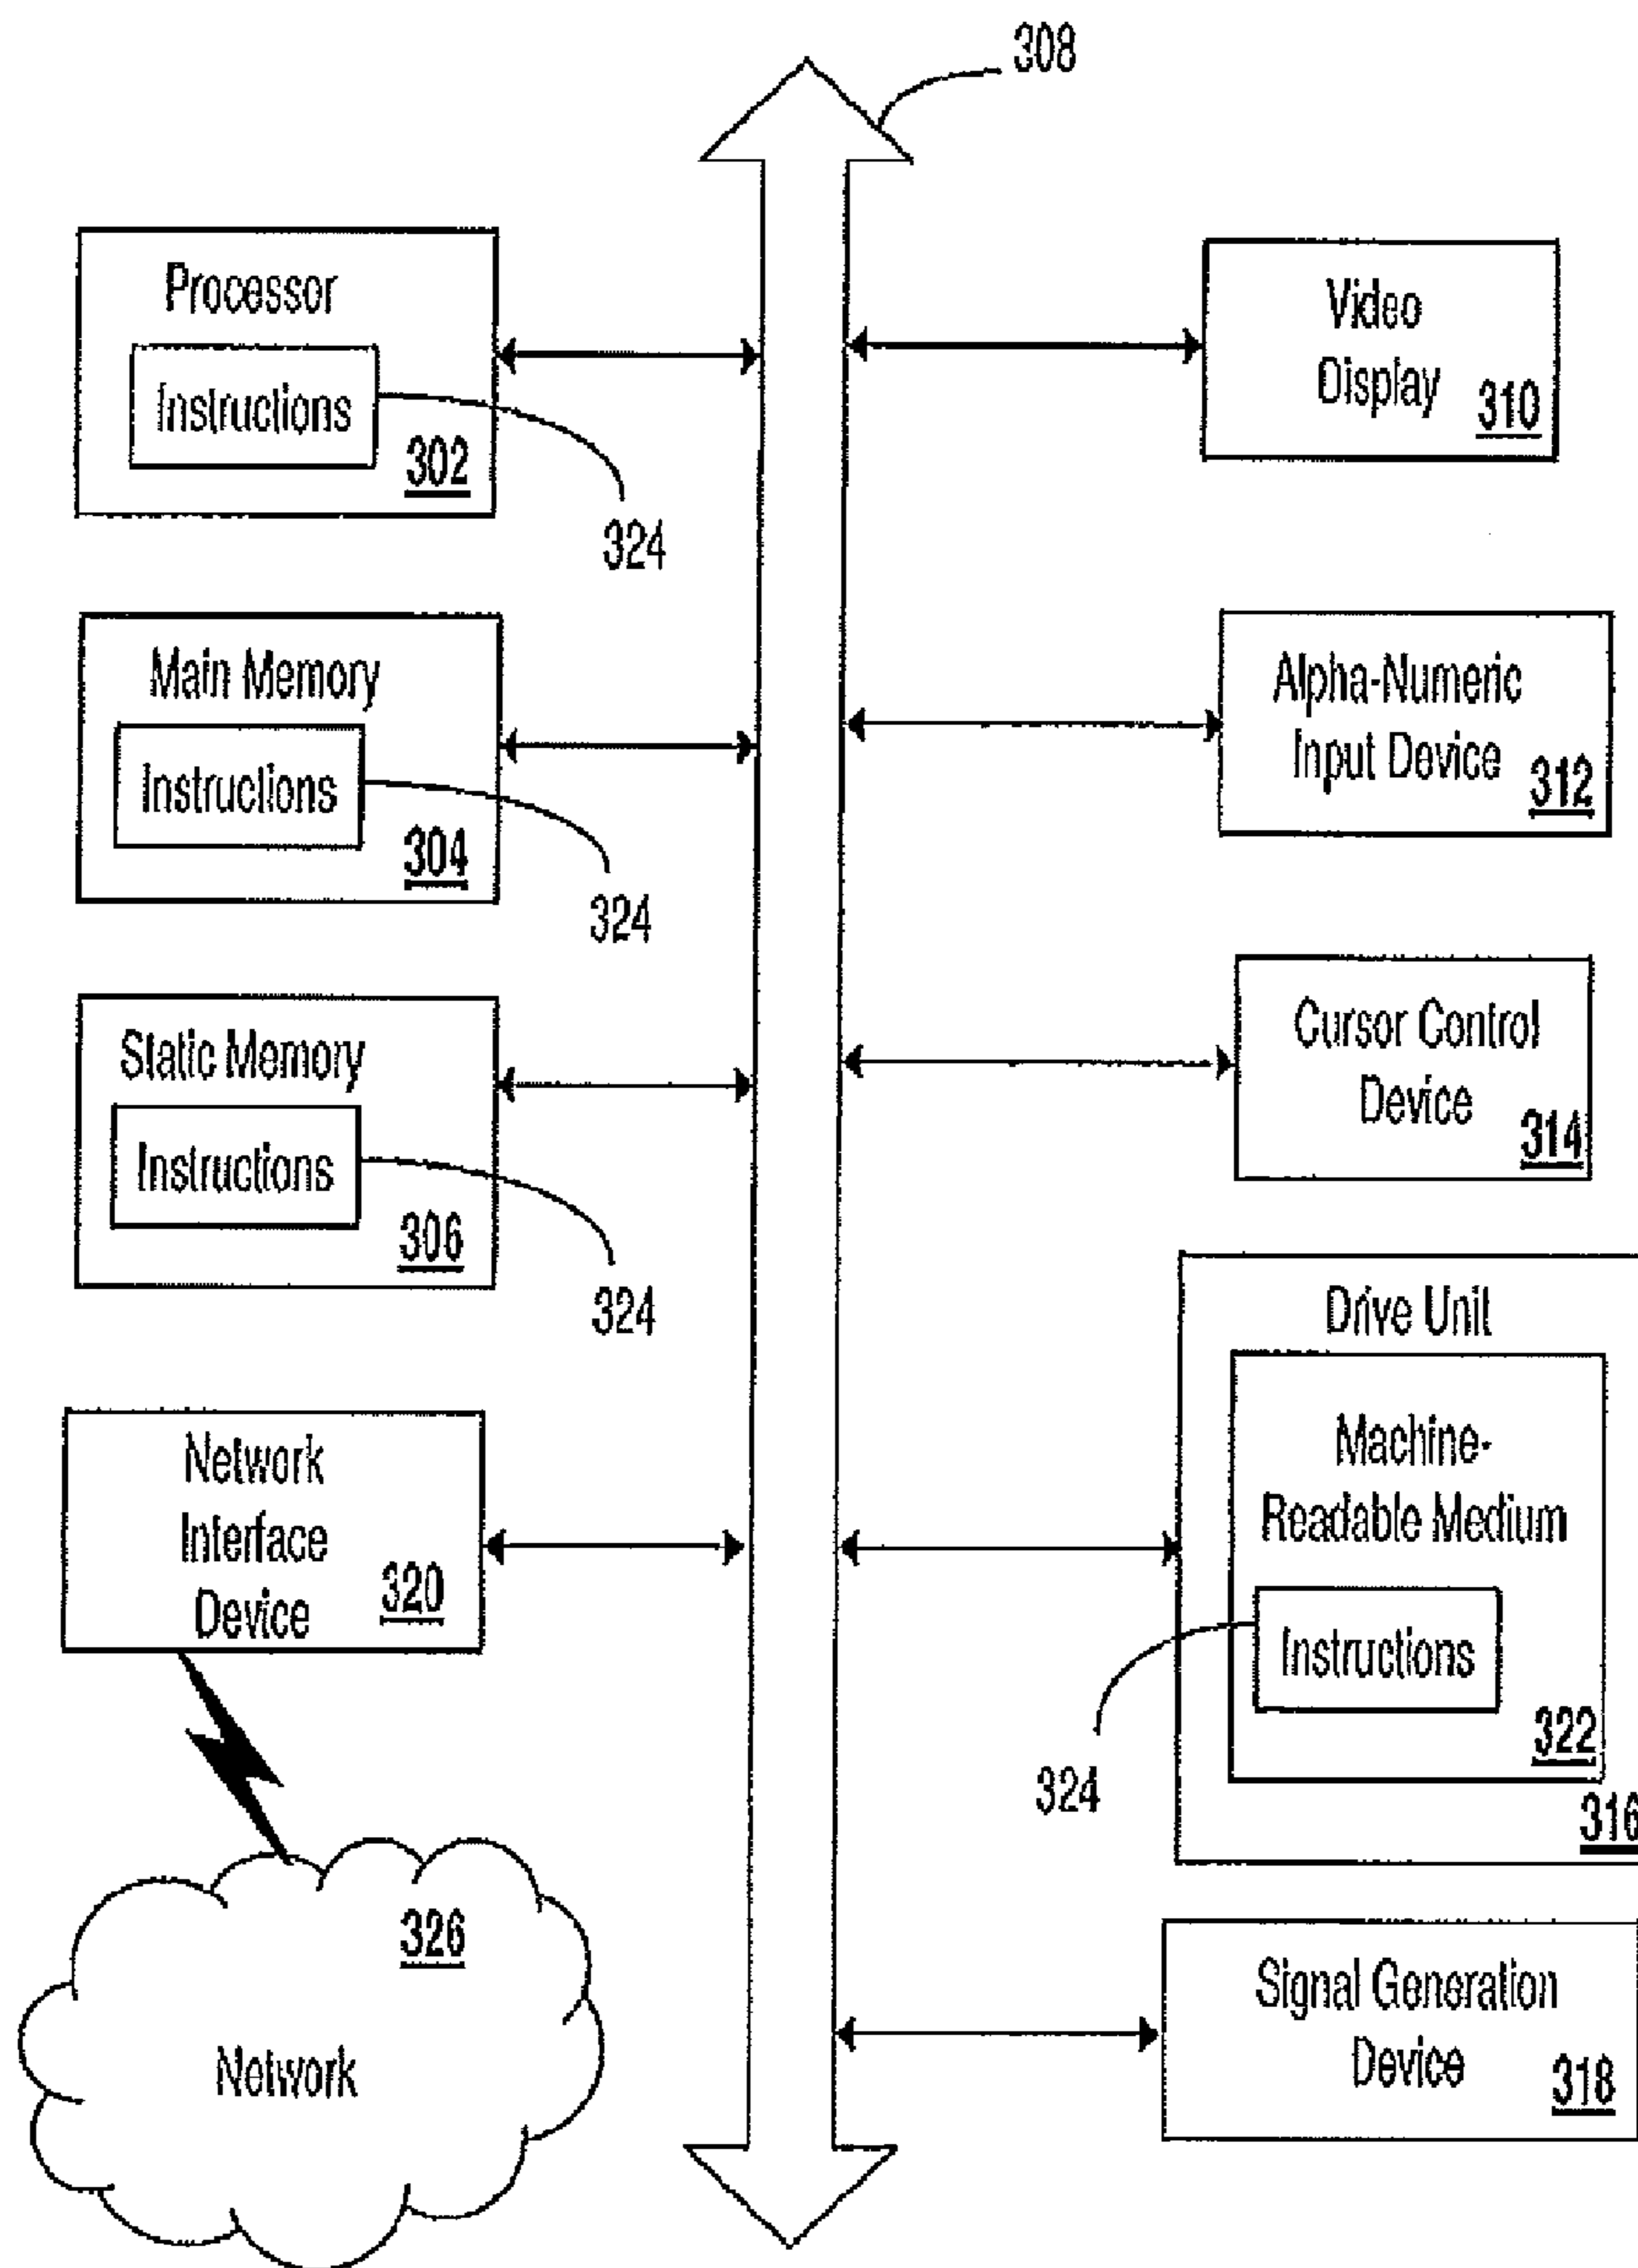 308
Processor
Instructions
302
324
Main Memory
Instructions
304
324
Static Memory
Instructions
306
324
Network
Interface
Device
320
326
Network
Video
Display
310
Alpha-Numeric
Input Device
312
Cursor Control
Device
314
Drive Unit
Machine-
Readable Medium
Instructions
322
324
316
Signal Generation
Device
318